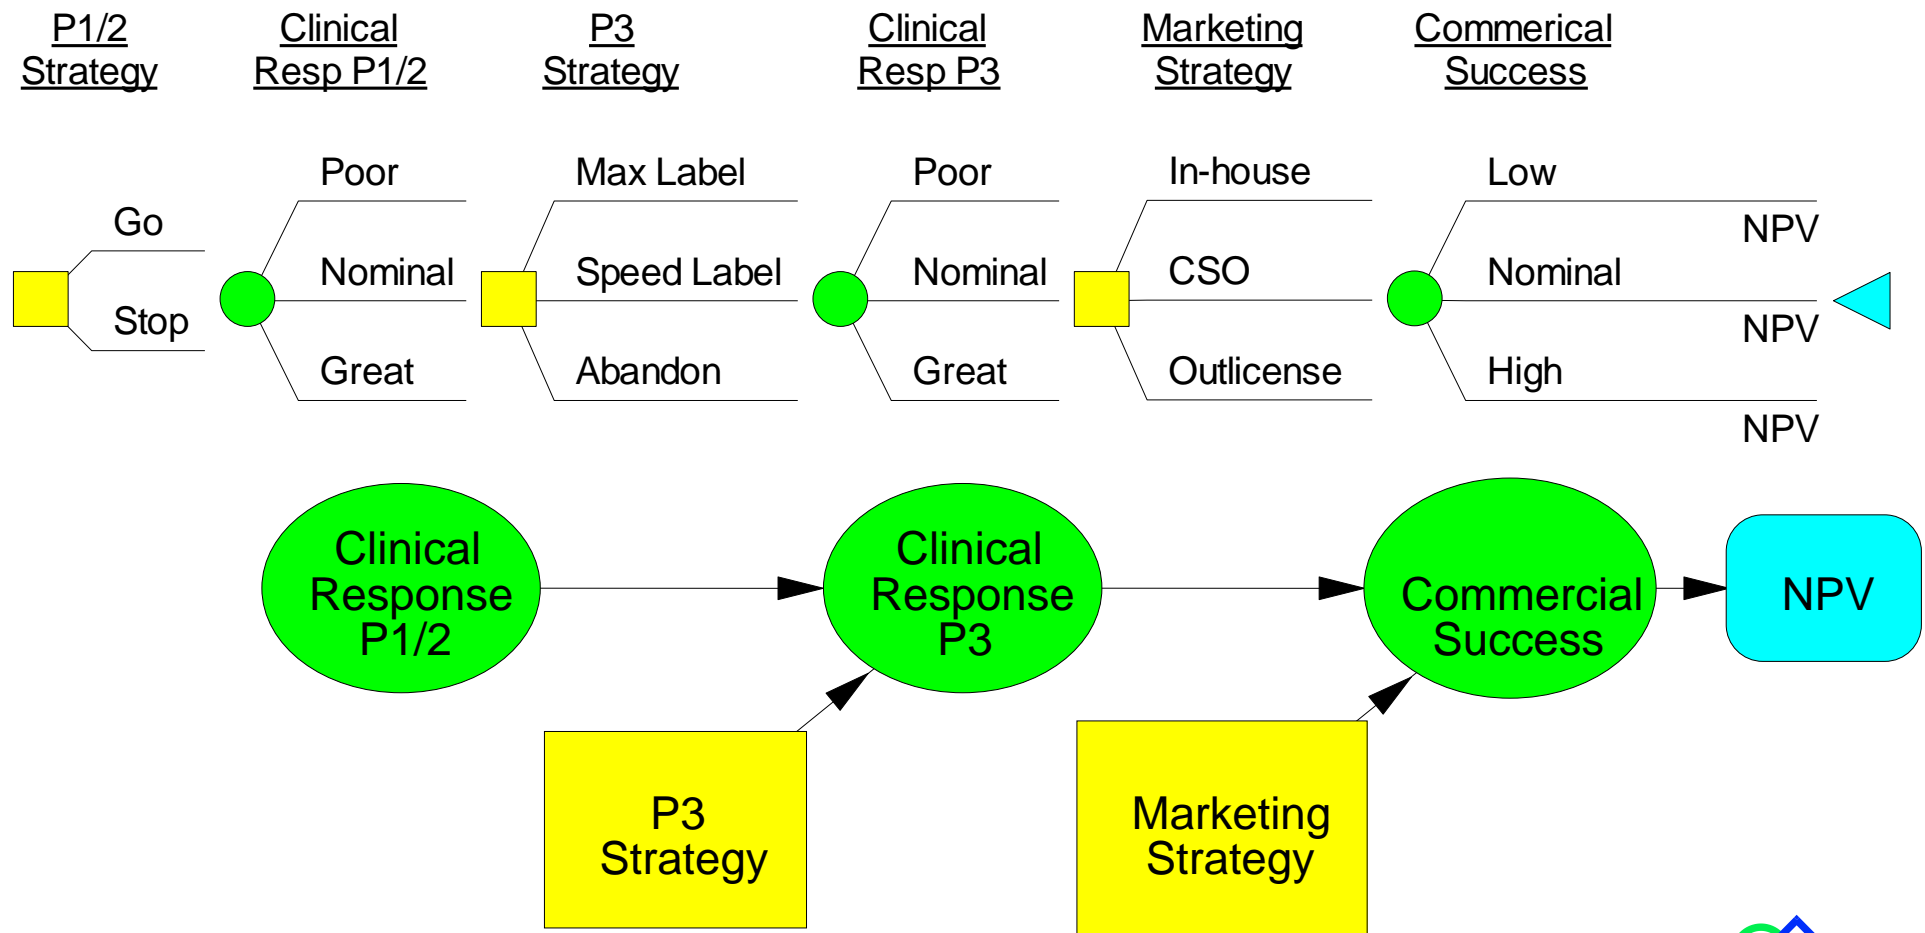 P1/2
Strategy
Clinical
Resp P1/2
P3
Strategy
Clinical
Resp P3
Marketing
Strategy
Commerical
Success
Go
Stop
Poor
Nominal
Great
Max Label
Speed Label
Abandon
Poor
Nominal
Great
In-house
CSO
Outlicense
Low
NPV
Nominal
NPV
High
NPV
Clinical
Response
P1/2
Clinical
Response
P3
Commercial
Success
NPV
P3
Strategy
Marketing
Strategy